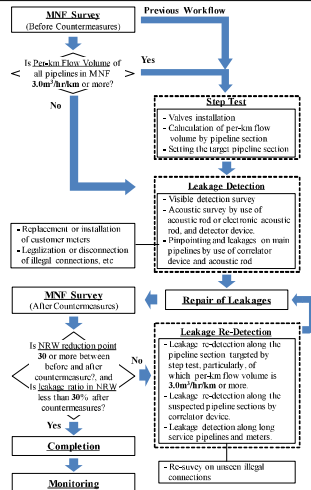 MNF Survey
(Before Countermeasures)
Previous Workflow
Is Per-km Flow Volume of
all pipelines in MNF
3.0m³/hr/km or more?
Yes
No
Step Test
- Valves installation
- Calculation of per-km flow
volume by pipeline section
- Setting the target pipeline section
Leakage Detection
- Visible detection survey
- Acoustic survey by use of
acoustic rod or electronic acoustic
rod, and detector device.
- Pinpointing and leakages on main
pipelines by use of correlator
device and acoustic rod
- Replacement or installation
of customer meters
- Legalization or disconnection
of illegal connections, etc
MNF Survey
(After Countermeasures)
Repair of Leakages
Is NRW reduction point
30 or more between
before and after
countermeasure?, and
Is leakage ratio in NRW
less than 30% after
countermeasures?
No
Yes
Leakage Re-Detection
- Leakage re-detection along the
pipeline section targeted by
step test, particularly, of
which per-km flow volume is
3.0m³/hr/km or more.
- Leakage re-detection along the
suspected pipeline sections by
correlator device.
- Leakage detection along long
service pipelines and meters.
- Re-survey on unseen illegal
connections
Completion
Monitoring